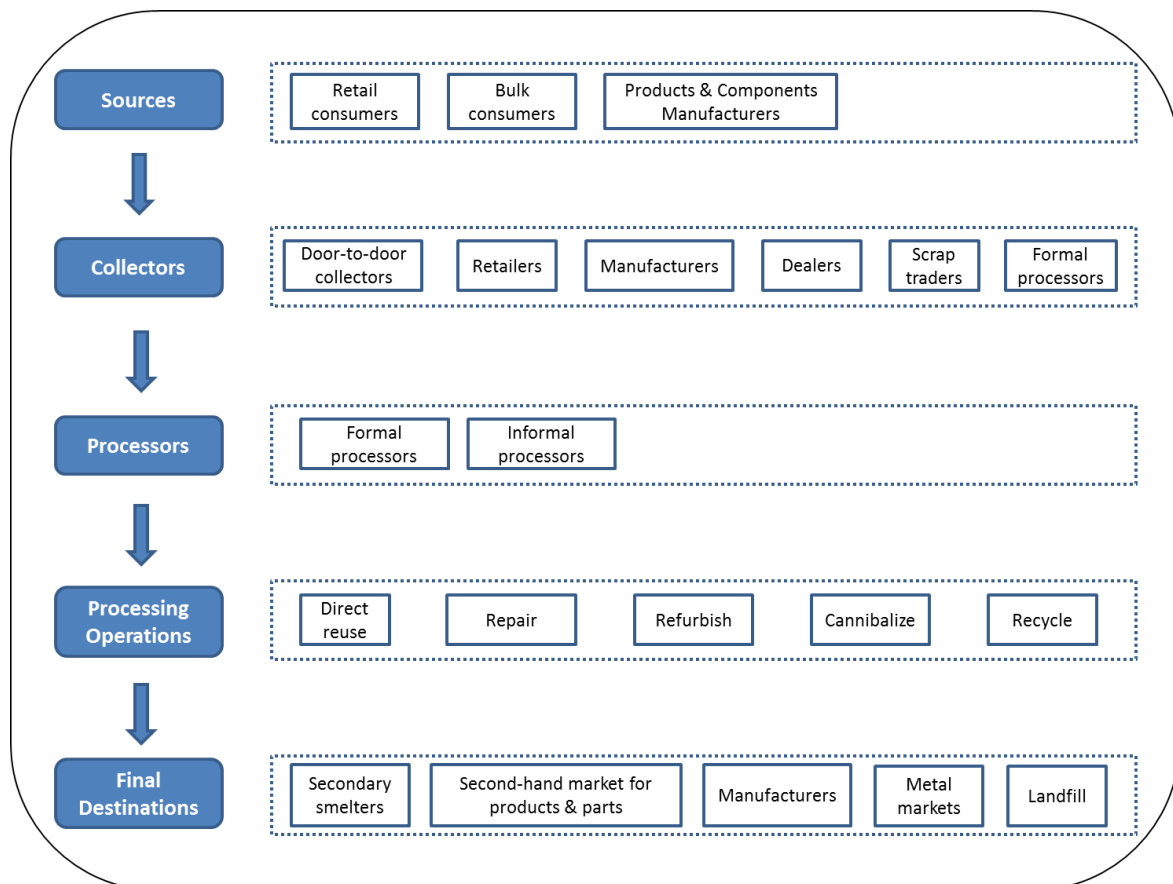 Sources
Retail
consumers
Bulk
consumers
Products & Components
Manufacturers
Collectors
Door-to-door
collectors
Retailers
Manufacturers
Dealers
Scrap
traders
Formal
processors
Processors
Formal
processors
Informal
processors
Processing
Operations
Direct
reuse
Repair
Refurbish
Cannibalize
Recycle
Final
Destinations
Secondary
smelters
Second-hand market for
products & parts
Manufacturers
Metal
markets
Landfill